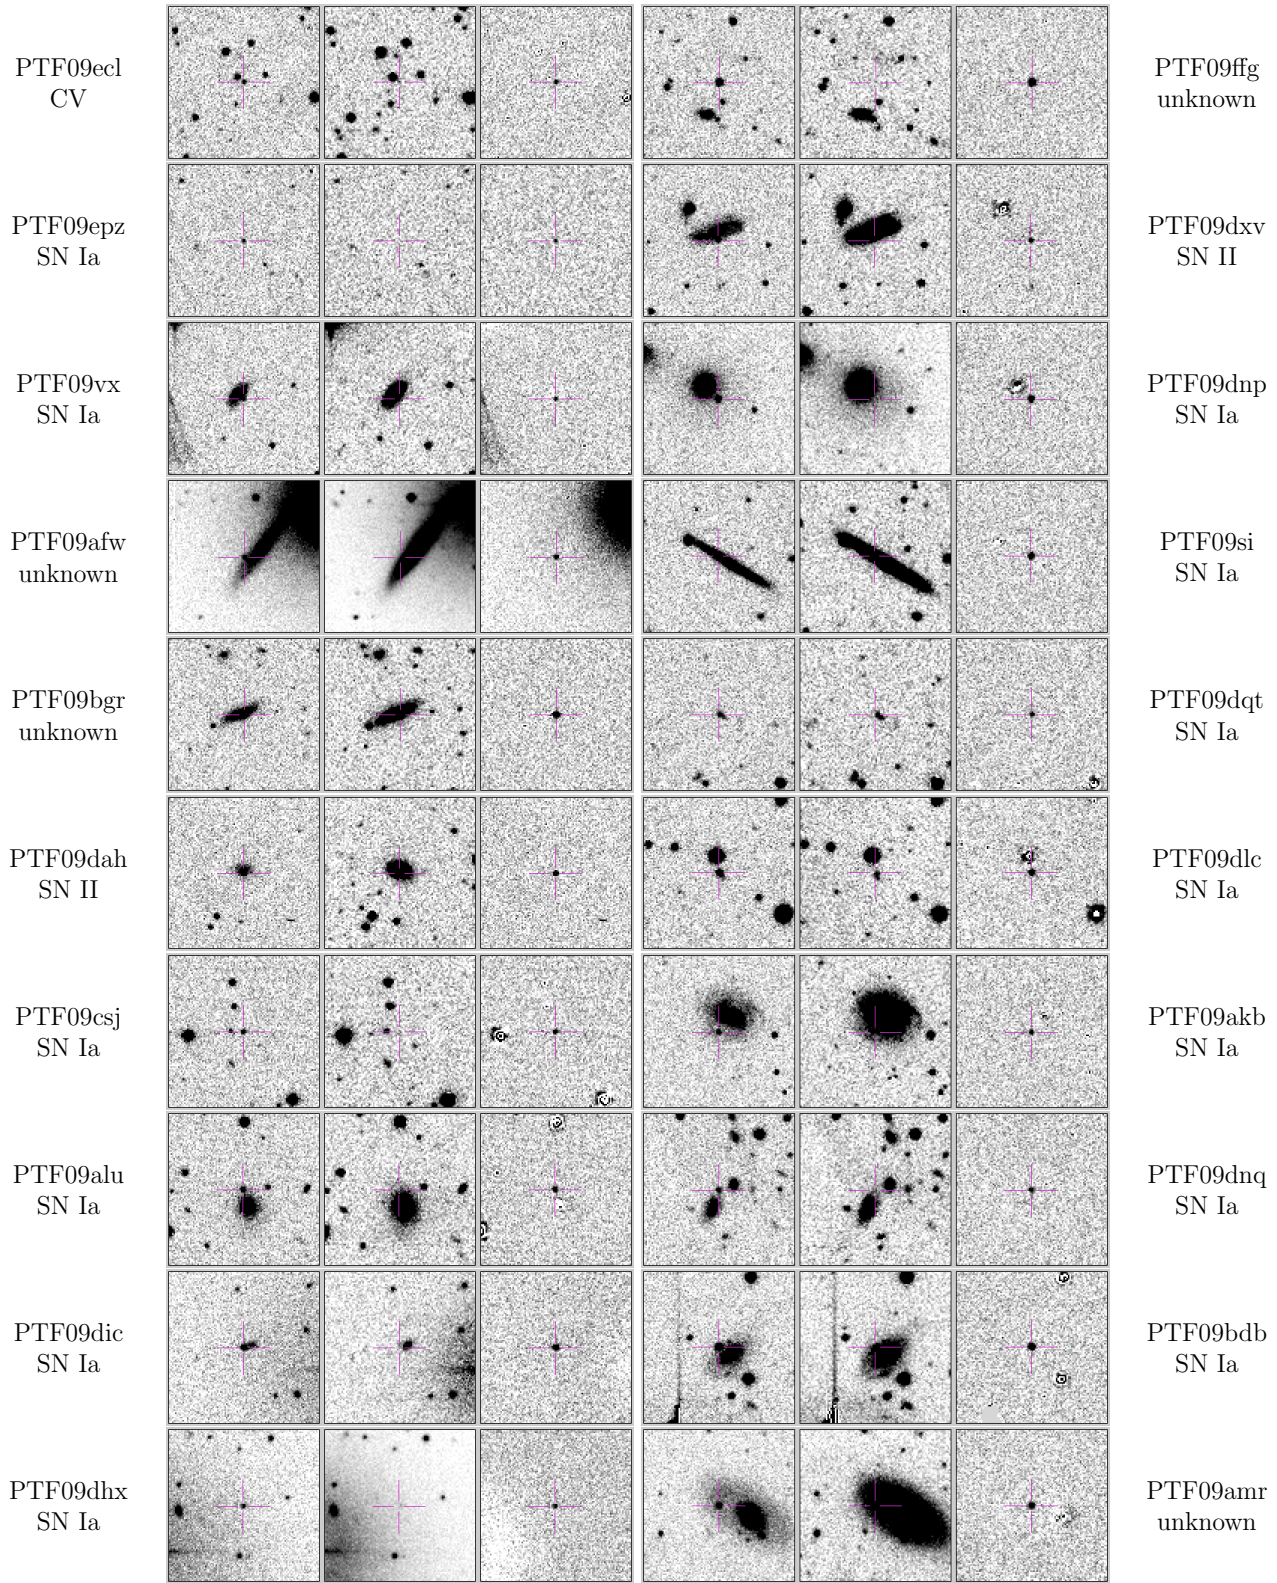 PTF09ecl
CV
PTF09ffg
unknown
PTF09epz
SN Ia
PTF09dxv
SN II
PTF09vx
SN Ia
PTF09dnp
SN Ia
PTF09afw
unknown
PTF09si
SN Ia
PTF09bgr
unknown
PTF09dqt
SN Ia
PTF09dah
SN II
PTF09dlc
SN Ia
PTF09csj
SN Ia
PTF09akb
SN Ia
PTF09alu
SN Ia
PTF09dnq
SN Ia
PTF09dic
SN Ia
PTF09bdb
SN Ia
PTF09dhx
SN Ia
PTF09amr
unknown